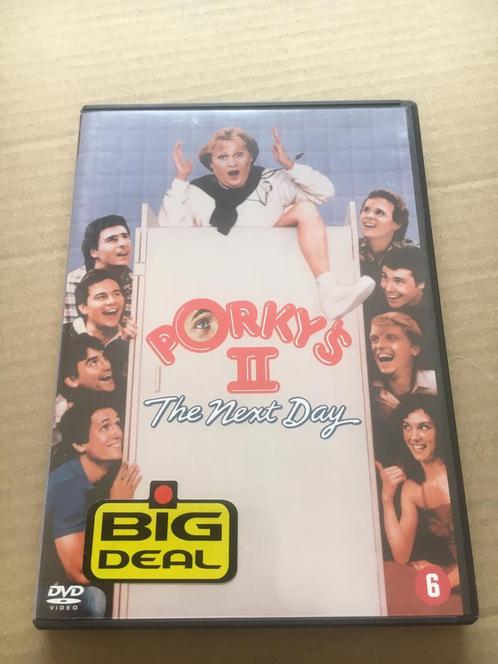 PORKY'S
II
The Next Day
BIG
DEAL
DVD
VIDEO
6